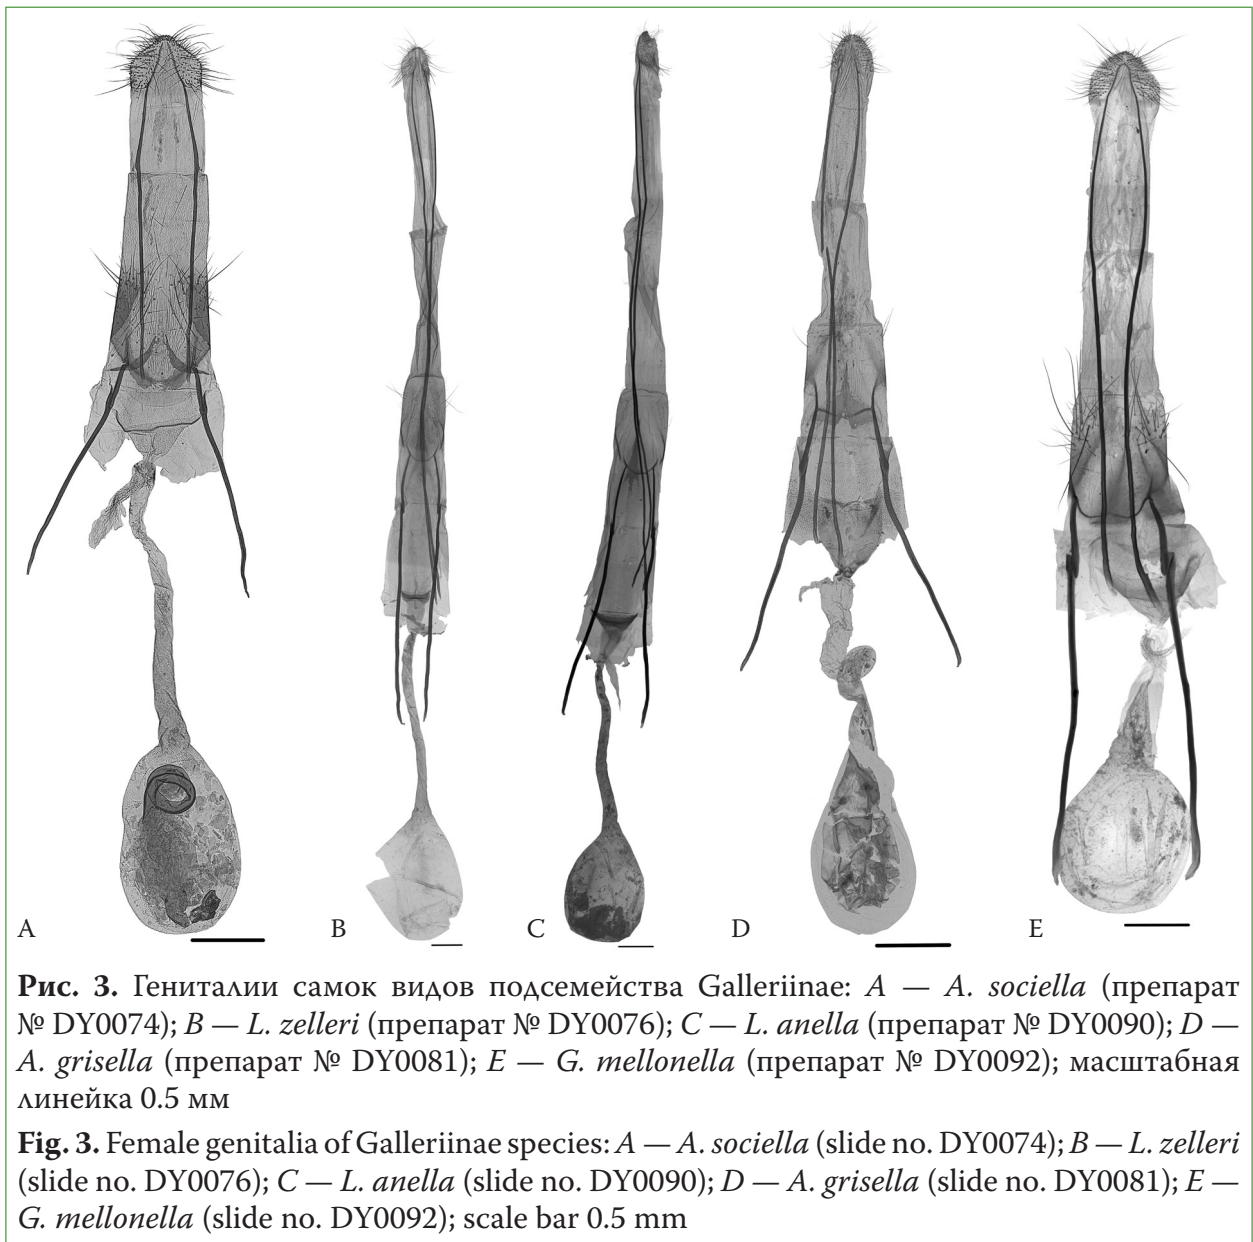 A
B
C
D
E
Рис. 3. Гениталии самок видов подсемейства Galleriinae: A — A. sociella (препарат
№ DY0074); B — L. zelleri (препарат № DY0076); C — L. anella (препарат № DY0090); D —
A. grisella (препарат № DY0081); E — G. mellonella (препарат № DY0092); масштабная
линейка 0.5 мм
Fig. 3. Female genitalia of Galleriinae species: A — A. sociella (slide no. DY0074); B — L. zelleri
(slide no. DY0076); C — L. anella (slide no. DY0090); D — A. grisella (slide no. DY0081); E —
G. mellonella (slide no. DY0092); scale bar 0.5 mm